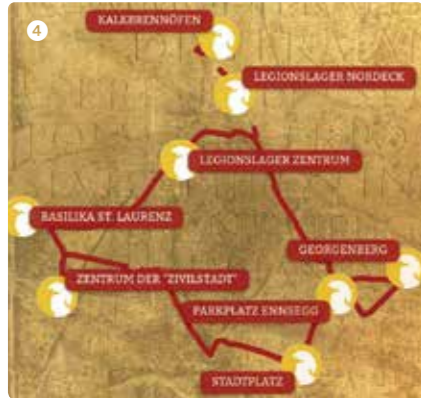 4
KALKBRENNÖFEN
LEGIONSLAGER NORDECK
LEGIONSLAGER ZENTRUM
BASILIKA ST. LAURENZ
GEORGENBERG
ZENTRUM DER "ZIVILSTADT"
PARKPLATZ ENNSEGG
STADTPLATZ